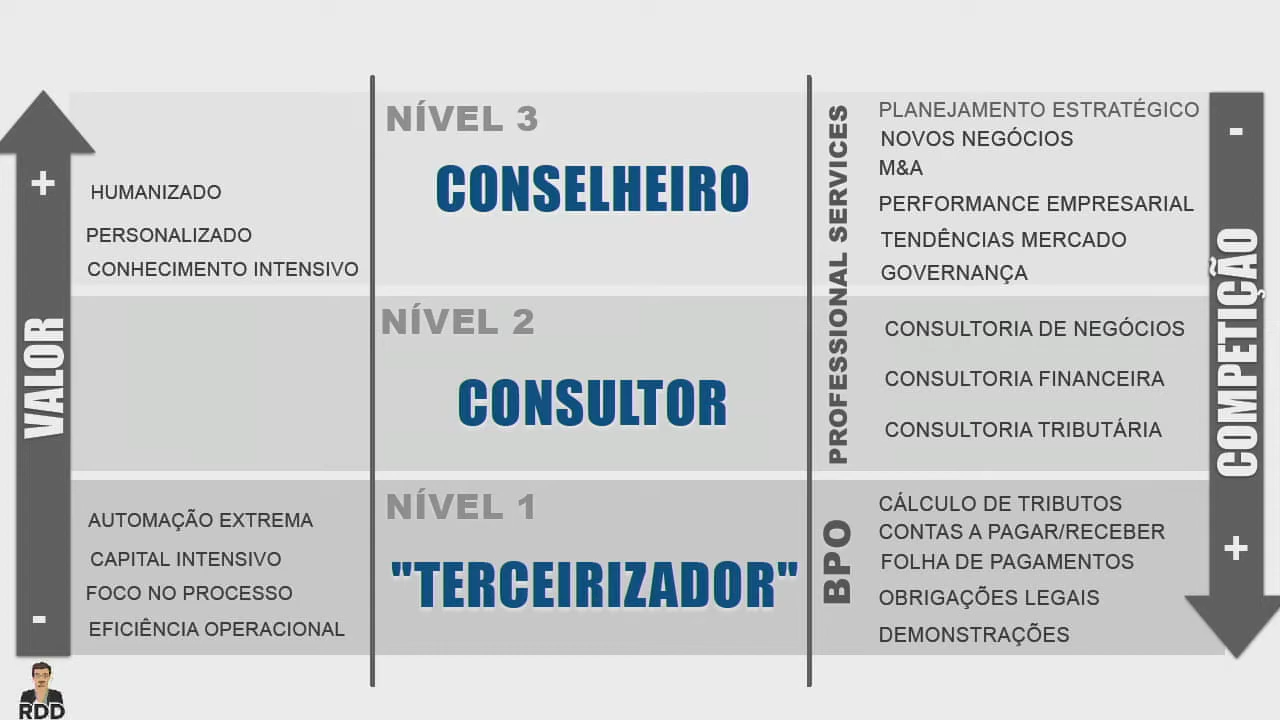 VALOR
+
-
HUMANIZADO
PERSONALIZADO
CONHECIMENTO INTENSIVO
AUTOMAÇÃO EXTREMA
CAPITAL INTENSIVO
FOCO NO PROCESSO
EFICIÊNCIA OPERACIONAL
NÍVEL 3
CONSELHEIRO
NÍVEL 2
CONSULTOR
NÍVEL 1
"TERCEIRIZADOR"
PROFESSIONAL SERVICES
PLANEJAMENTO ESTRATÉGICO
NOVOS NEGÓCIOS
M&A
PERFORMANCE EMPRESARIAL
TENDÊNCIAS MERCADO
GOVERNANÇA
CONSULTORIA DE NEGÓCIOS
CONSULTORIA FINANCEIRA
CONSULTORIA TRIBUTÁRIA
BPO
CÁLCULO DE TRIBUTOS
CONTAS A PAGAR/RECEBER
FOLHA DE PAGAMENTOS
OBRIGAÇÕES LEGAIS
DEMONSTRAÇÕES
-
COMPETIÇÃO
+
RDD